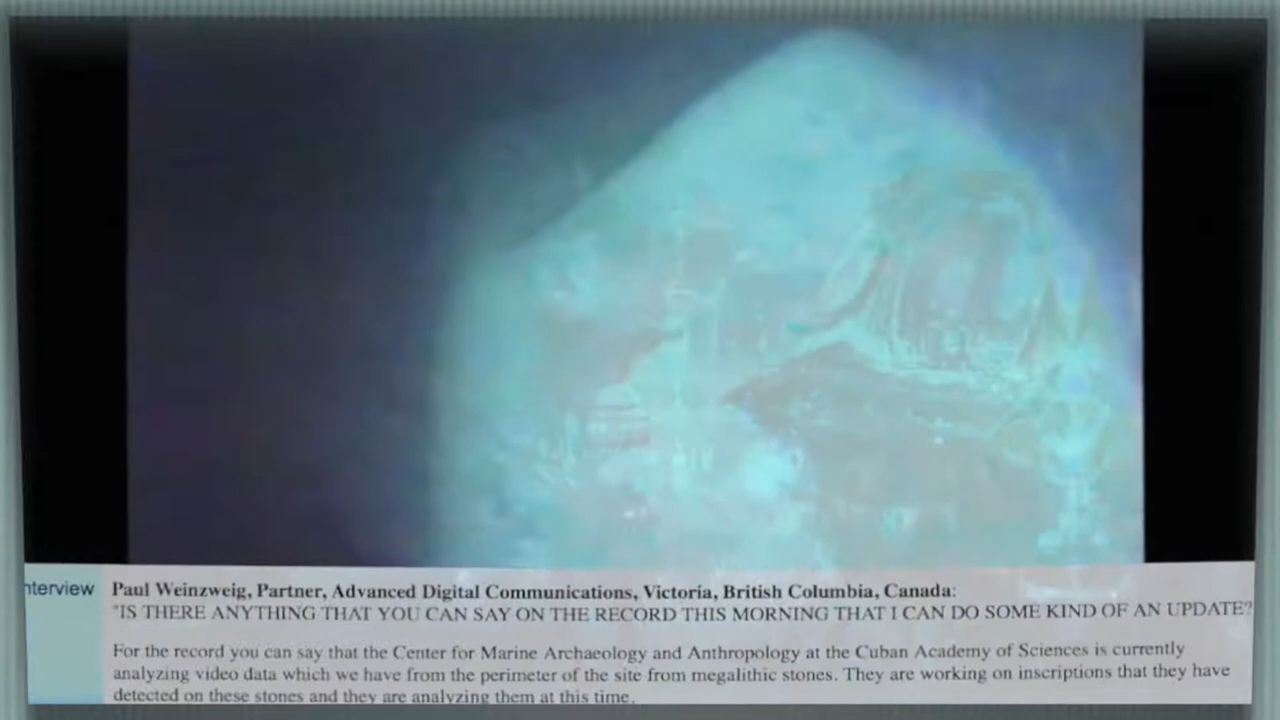 nterview
Paul Weinzweig, Partner, Advanced Digital Communications, Victoria, British Columbia, Canada:
"IS THERE ANYTHING THAT YOU CAN SAY ON THE RECORD THIS MORNING THAT I CAN DO SOME KIND OF AN UPDATE?
For the record you can say that the Center for Marine Archaeology and Anthropology at the Cuban Academy of Sciences is currently
analyzing video data which we have from the perimeter of the site from megalithic stones. They are working on inscriptions that they have
detected on these stones and they are analyzing them at this time.